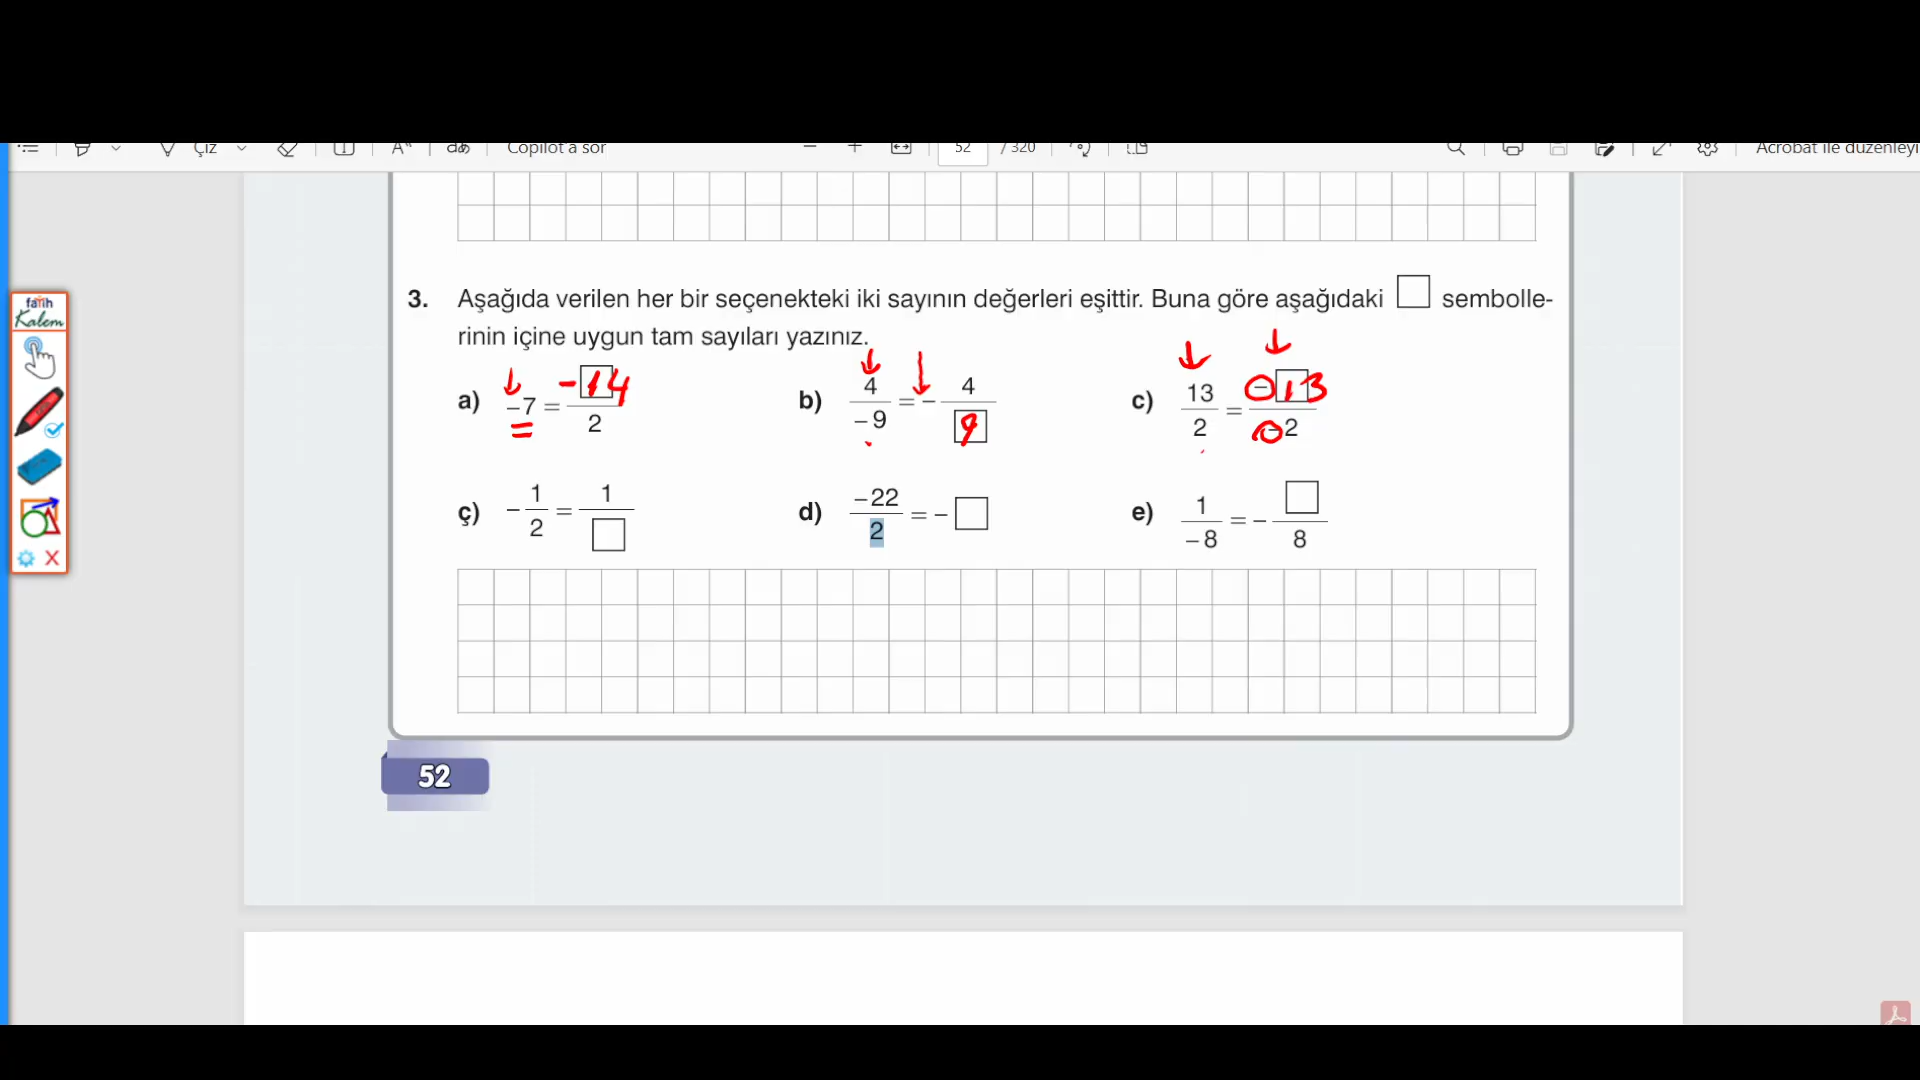 Çiz Copilot'a sor 52 / 320 Acrobat ile düzenleyi
fatih
Kalem
3. Aşağıda verilen her bir seçenekteki iki sayının değerleri eşittir. Buna göre aşağıdaki □ sembolle-
rinin içine uygun tam sayıları yazınız.
a) -7 = -14 / 2
b) 4 / -9 = - 4 / 9
c) 13 / 2 = -13 / -2
ç) - 1 / 2 = 1 / □
d) -22 / 2 = - □
e) 1 / -8 = - □ / 8
52